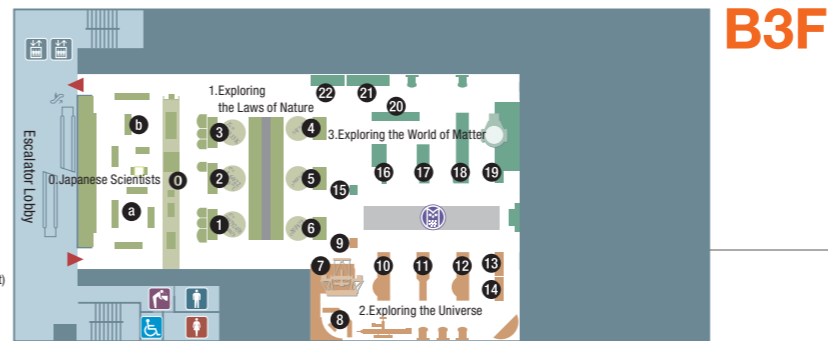 B3F
1.Exploring
the Laws of Nature
22
21
20
b
3
4
3.Exploring the World of Matter
Escalator Lobby
0.Japanese Scientists
0
2
5
15
16
17
18
19
a
1
6
9
7
10
11
12
13
14
8
2.Exploring the Universe
t)